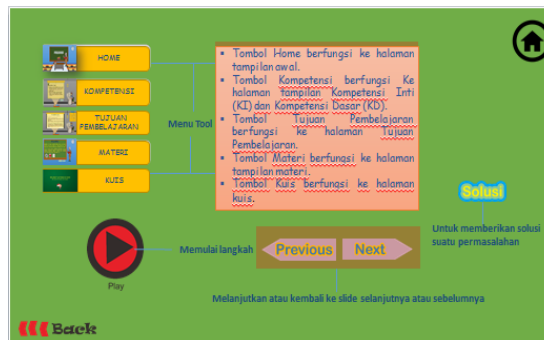 HOME
KOMPETENSI
TUJUAN
PEMBELAJARAN
MATERI
KUIS
Menu Tool
Tombol Home berfungsi ke halaman
tampilan awal.
Tombol Kompetensi berfungsi Ke
halaman tampilan Kompetensi Inti
(KI) dan Kompetensi Dasar (KD).
Tombol Tujuan Pembelajaran
berfungsi ke halaman Tujuan
Pembelajaran.
Tombol Materi berfungsi ke halaman
tampilan materi.
Tombol Kuis berfungsi ke halaman
kuis.
Solusi
Untuk memberikan solusi
suatu permasalahan
Play
Memulai langkah
Previous
Next
Melanjutkan atau kembali ke slide selanjutnya atau sebelumnya
Back